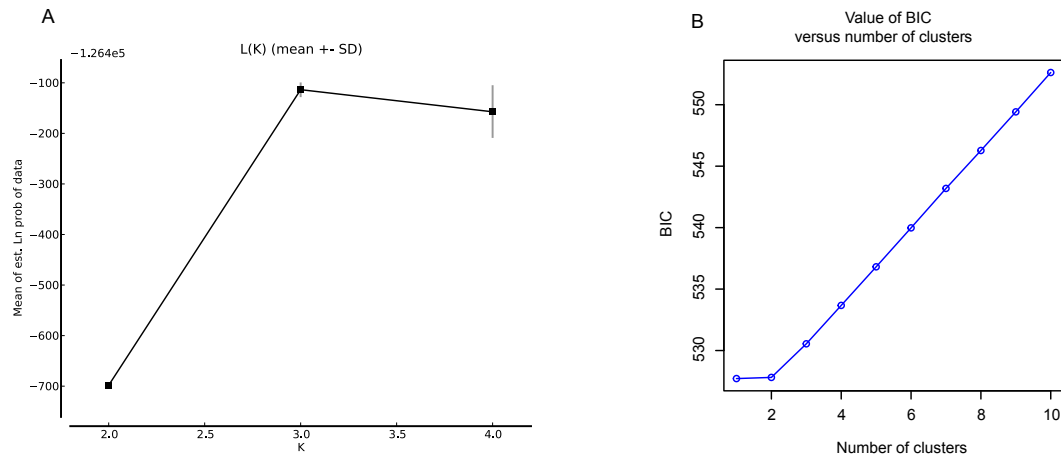 A
−1.264e5
L(K) (mean +- SD)
−100
−200
−300
−400
−500
−600
−700
Mean of est. Ln prob of data
2.0
2.5
3.0
3.5
4.0
K
B
Value of BIC
versus number of clusters
550
545
540
535
530
BIC
2
4
6
8
10
Number of clusters